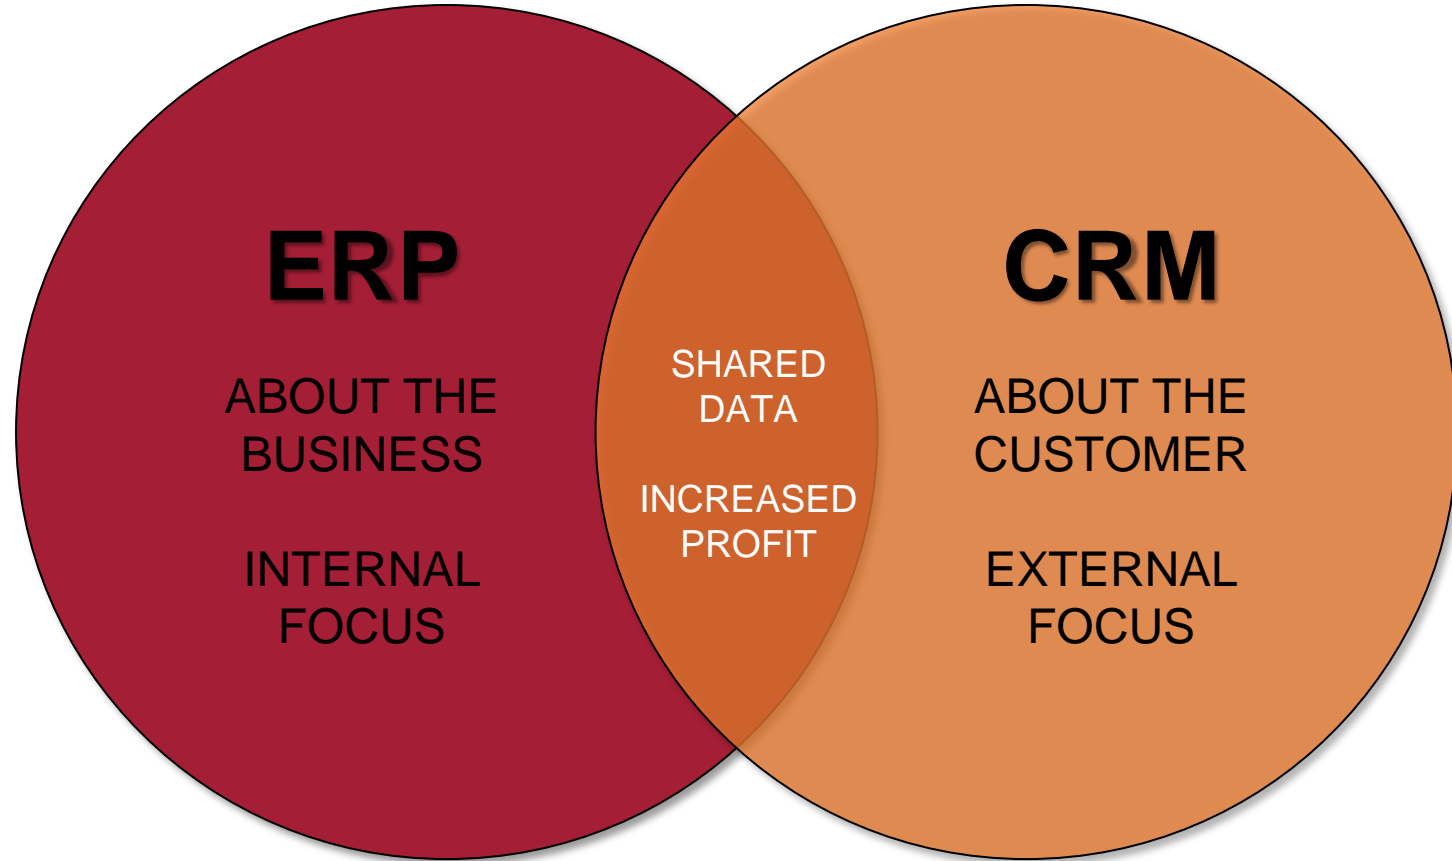 ERP
ABOUT THE
BUSINESS
INTERNAL
FOCUS
SHARED
DATA
INCREASED
PROFIT
CRM
ABOUT THE
CUSTOMER
EXTERNAL
FOCUS